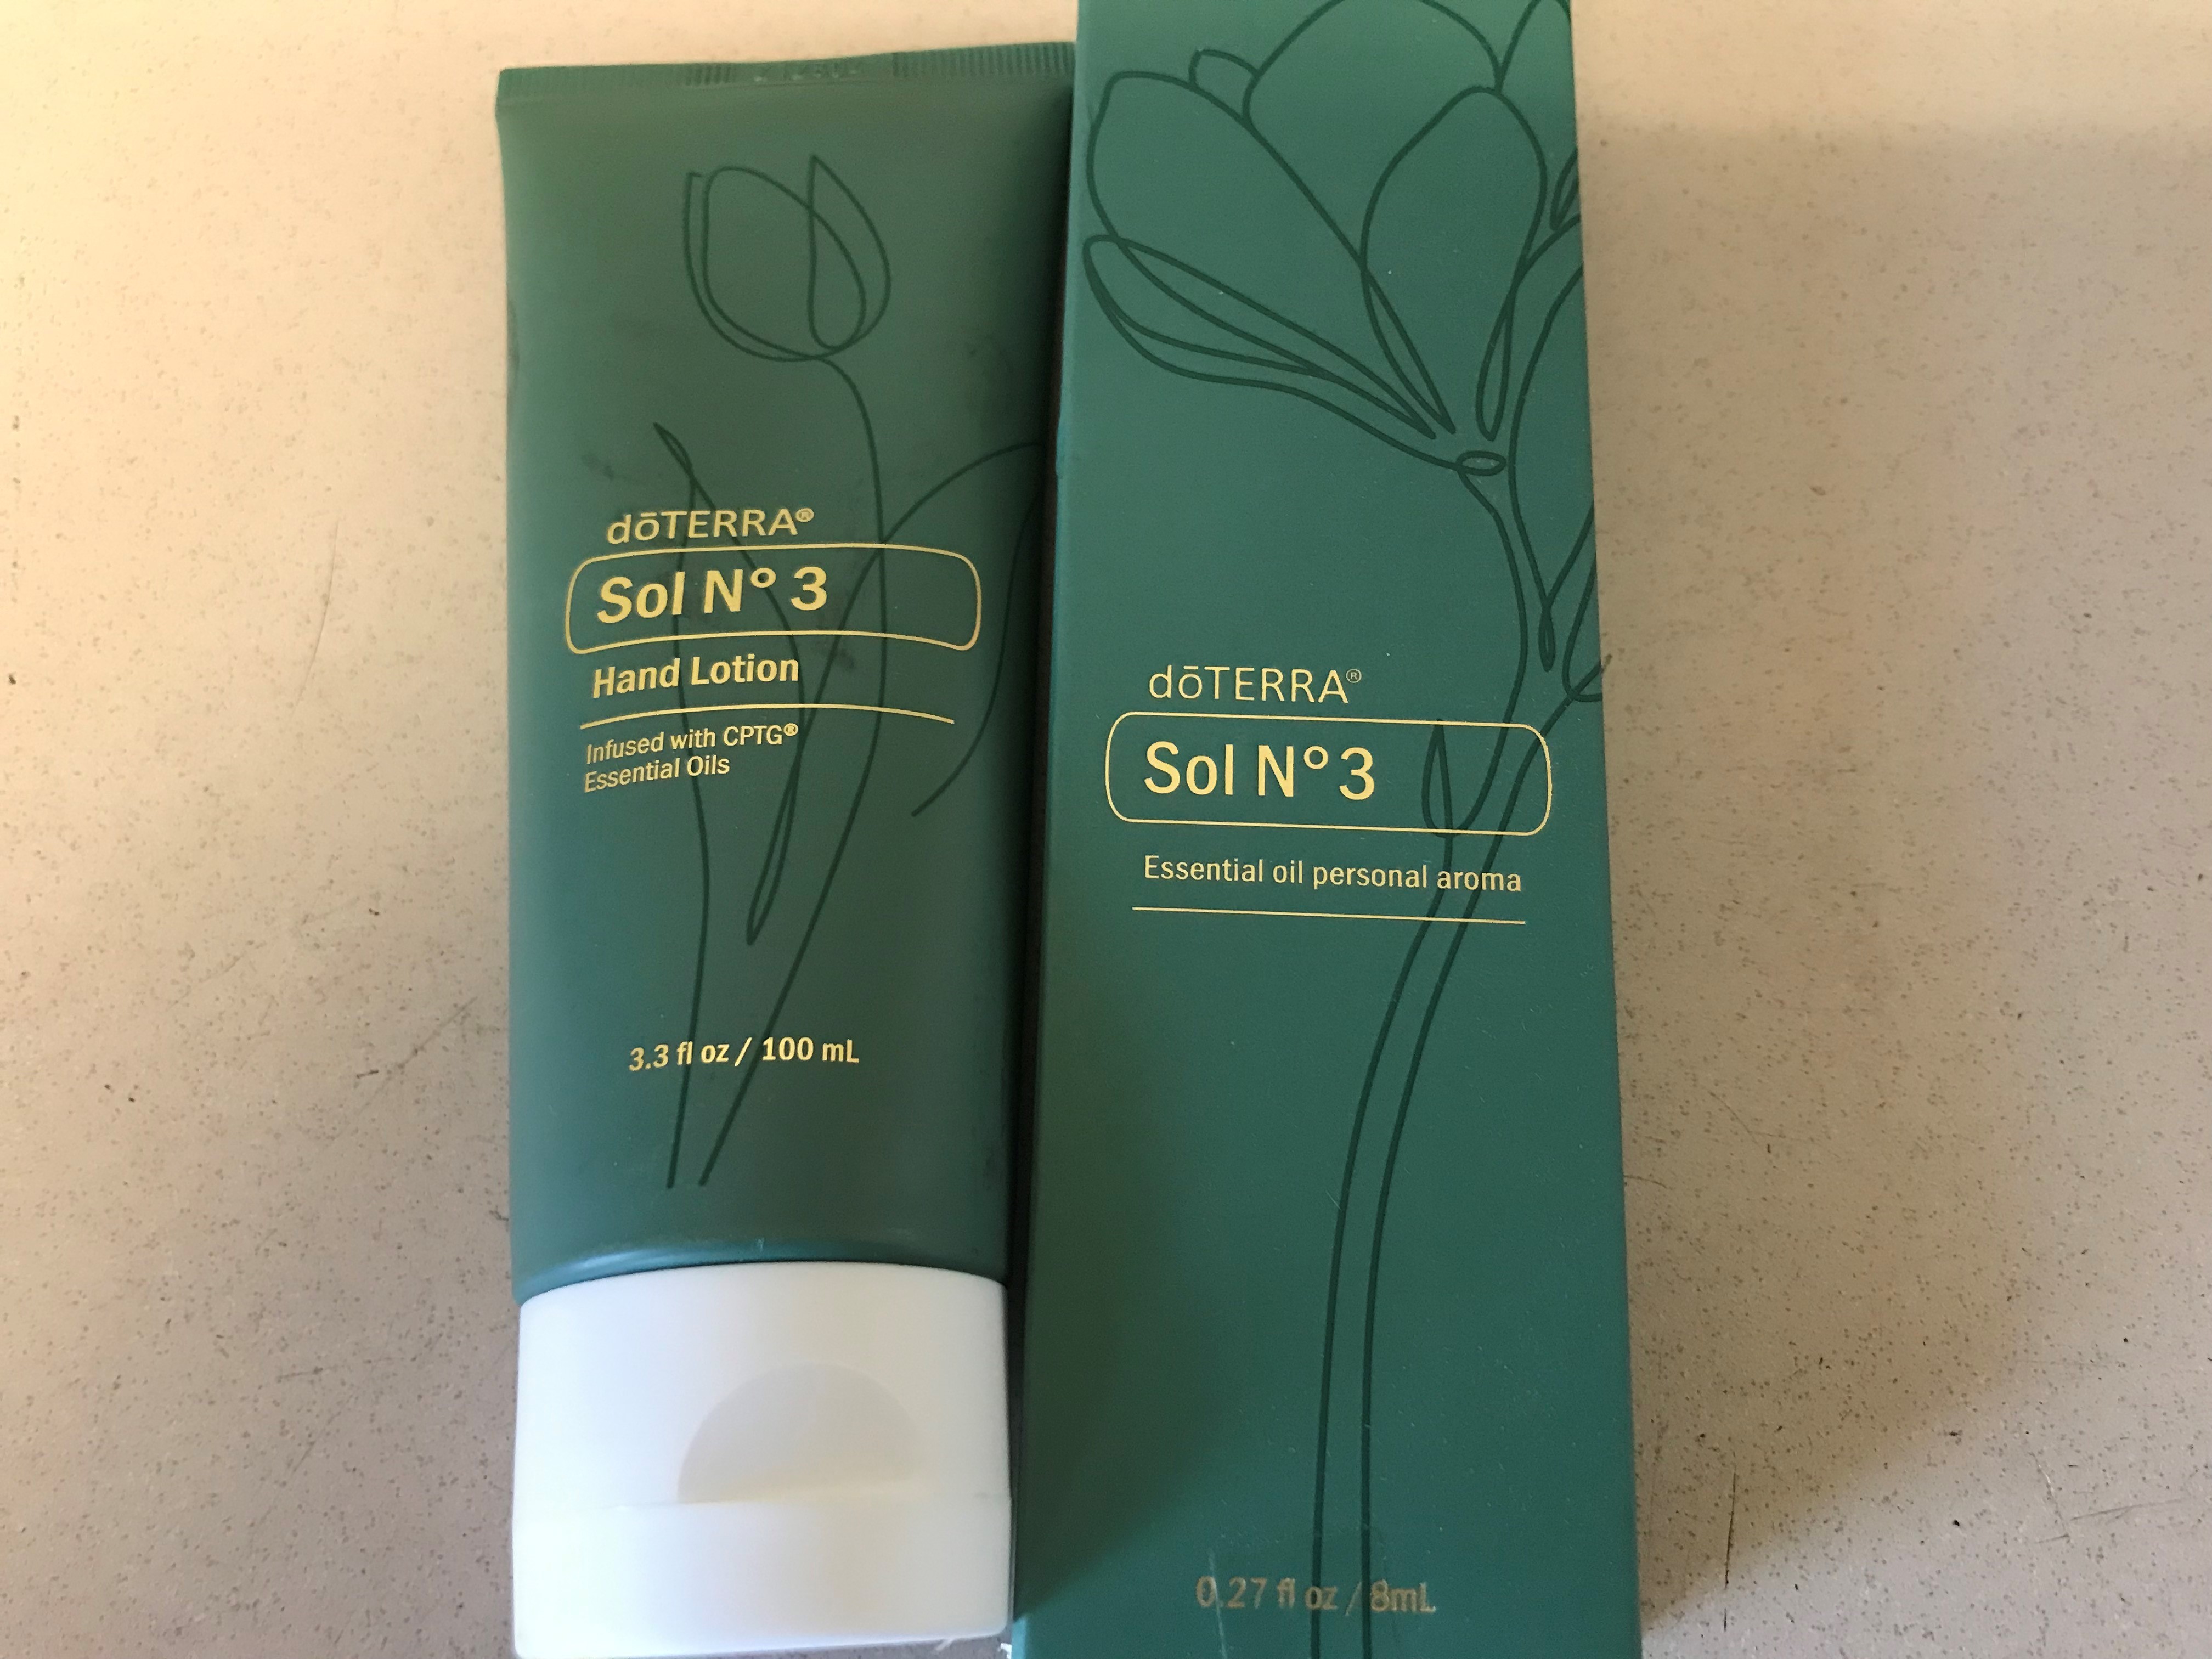 dōTERRA®
Sol N° 3
Hand Lotion
Infused with CPTG®
Essential Oils
3.3 fl oz / 100 mL
dōTERRA®
Sol N° 3
Essential oil personal aroma
0.27 fl oz / 8mL